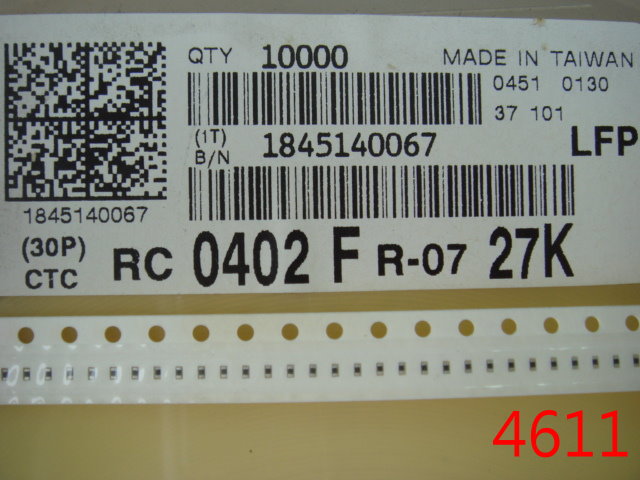 QTY 10000 MADE IN TAIWAN
0451 0130
37 101
(1T)
B/N 1845140067 LFP
1845140067
(30P)
CTC RC 0402 F R-07 27K
4611